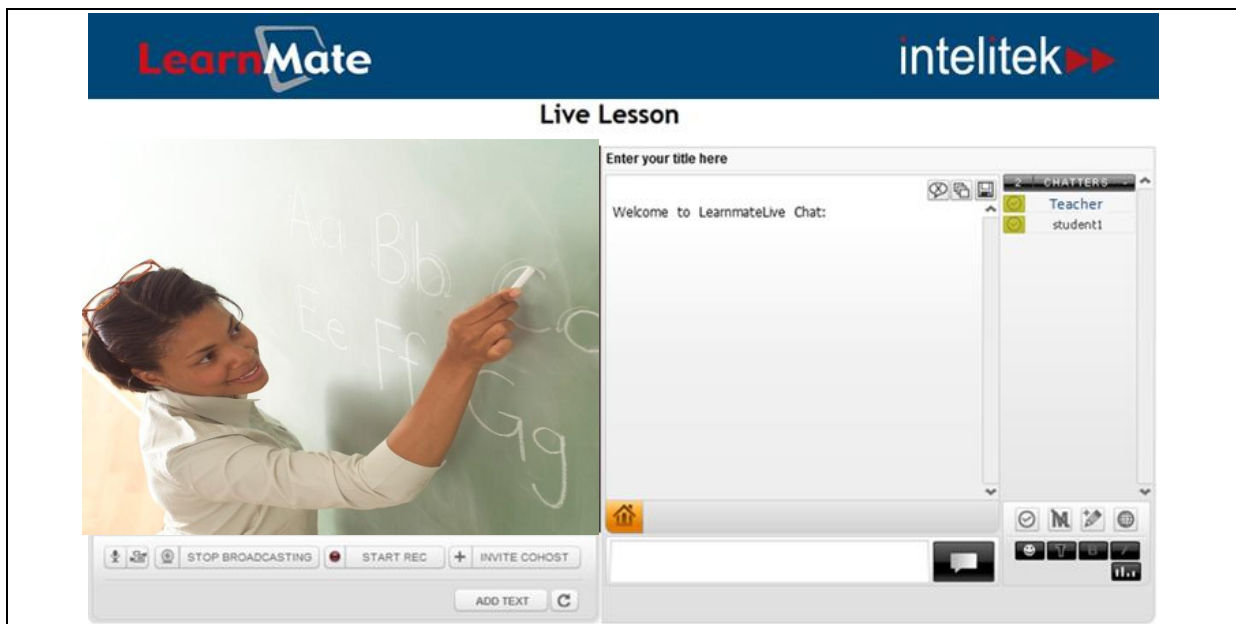 LearnMate
intelitek
Live Lesson
Aa Bb Cc
Ee Ff Gg
Enter your title here
Welcome to LearnmateLive Chat:
2 CHATTERS -
Teacher
student1
STOP BROADCASTING
START REC
+ INVITE COHOST
ADD TEXT
T B I